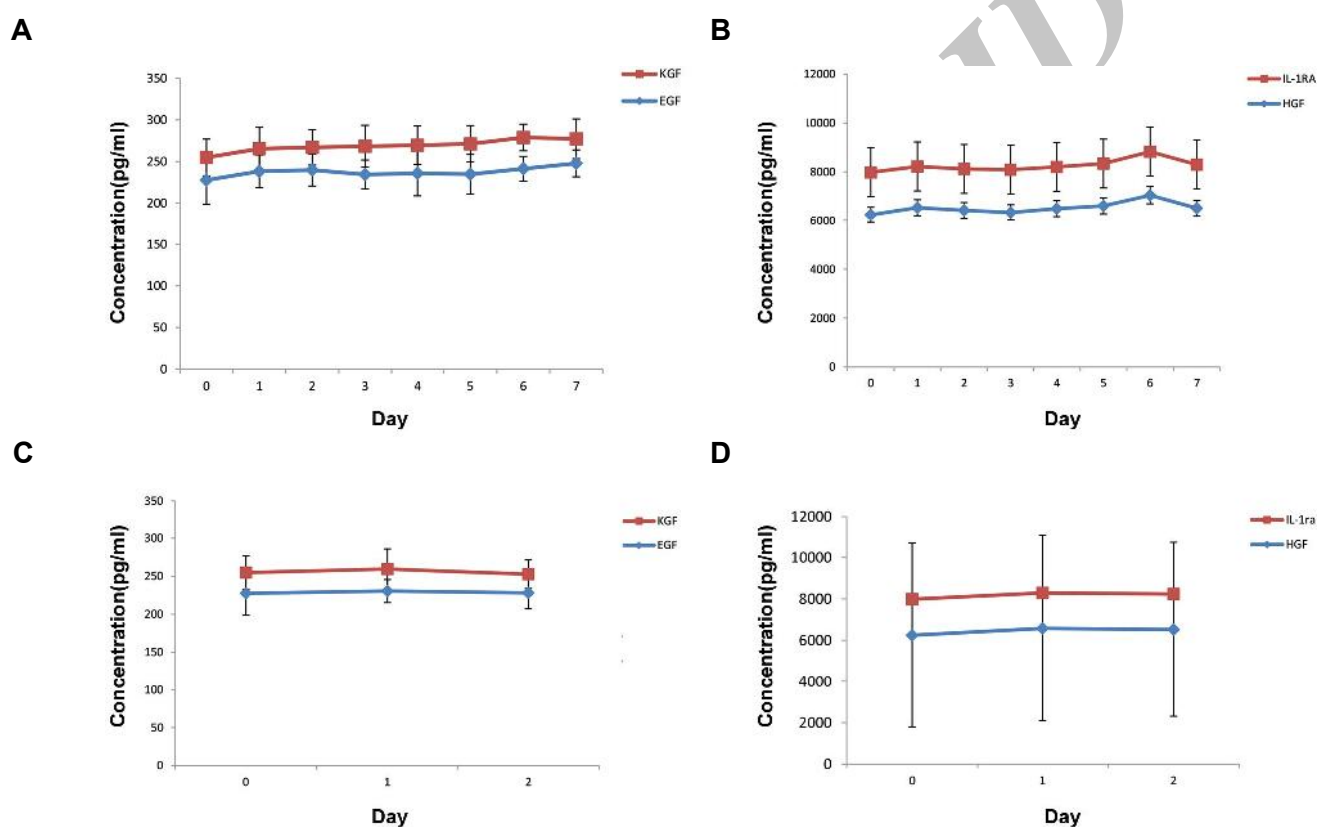 A
KGF
EGF
350
300
250
200
150
100
50
0
Concentration(pg/ml)
0 1 2 3 4 5 6 7
Day
B
IL-1RA
HGF
12000
10000
8000
6000
4000
2000
0
Concentration(pg/ml)
0 1 2 3 4 5 6 7
Day
C
KGF
EGF
350
300
250
200
150
100
50
0
Concentration(pg/ml)
0 1 2
Day
D
IL-1ra
HGF
12000
10000
8000
6000
4000
2000
0
Concentration(pg/ml)
0 1 2
Day